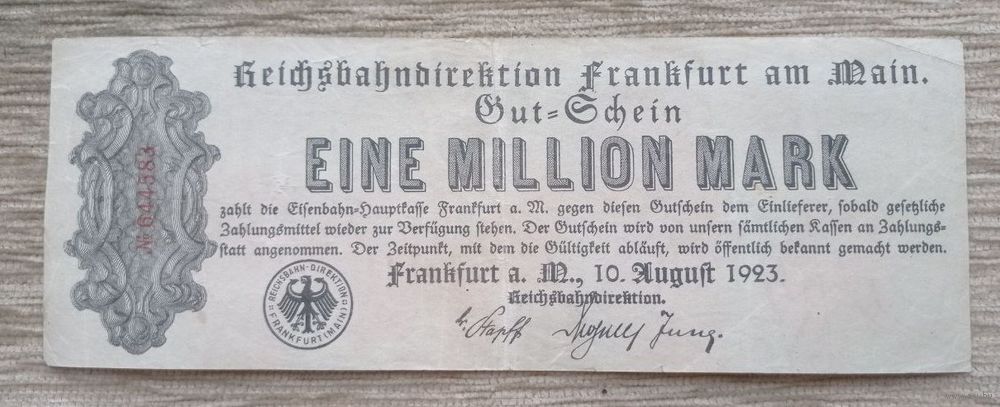 Reichsbahndirektion Frankfurt am Main.
Gut=Schein
EINE MILLION MARK
zahlt die Eisenbahn=Hauptkasse Frankfurt a. M. gegen diesen Gutschein dem Einlieferer, sobald gesetzliche
Zahlungsmittel wieder zur Verfügung stehen. Der Gutschein wird von unsern sämtlichen Kassen an Zahlungs=
statt angenommen. Der Zeitpunkt, mit dem die Gültigkeit abläuft, wird öffentlich bekannt gemacht werden.
Frankfurt a. M., 10. August 1923.
Reichsbahndirektion.
№ 644583
REICHSBAHN-DIREKTION
FRANKFURT (MAIN)
Jung.